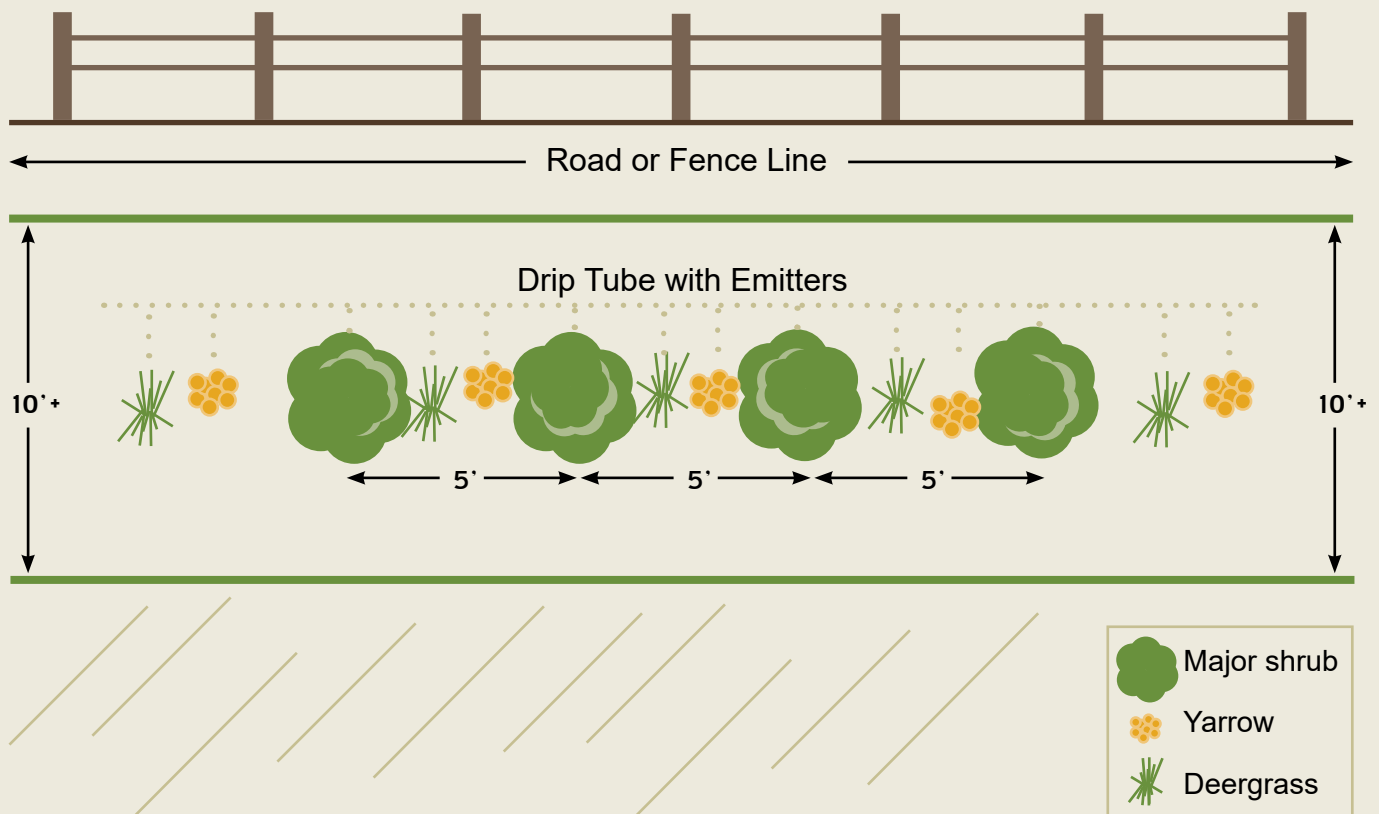 Road or Fence Line
Drip Tube with Emitters
10'+
10'+
5'
5'
5'
Major shrub
Yarrow
Deergrass